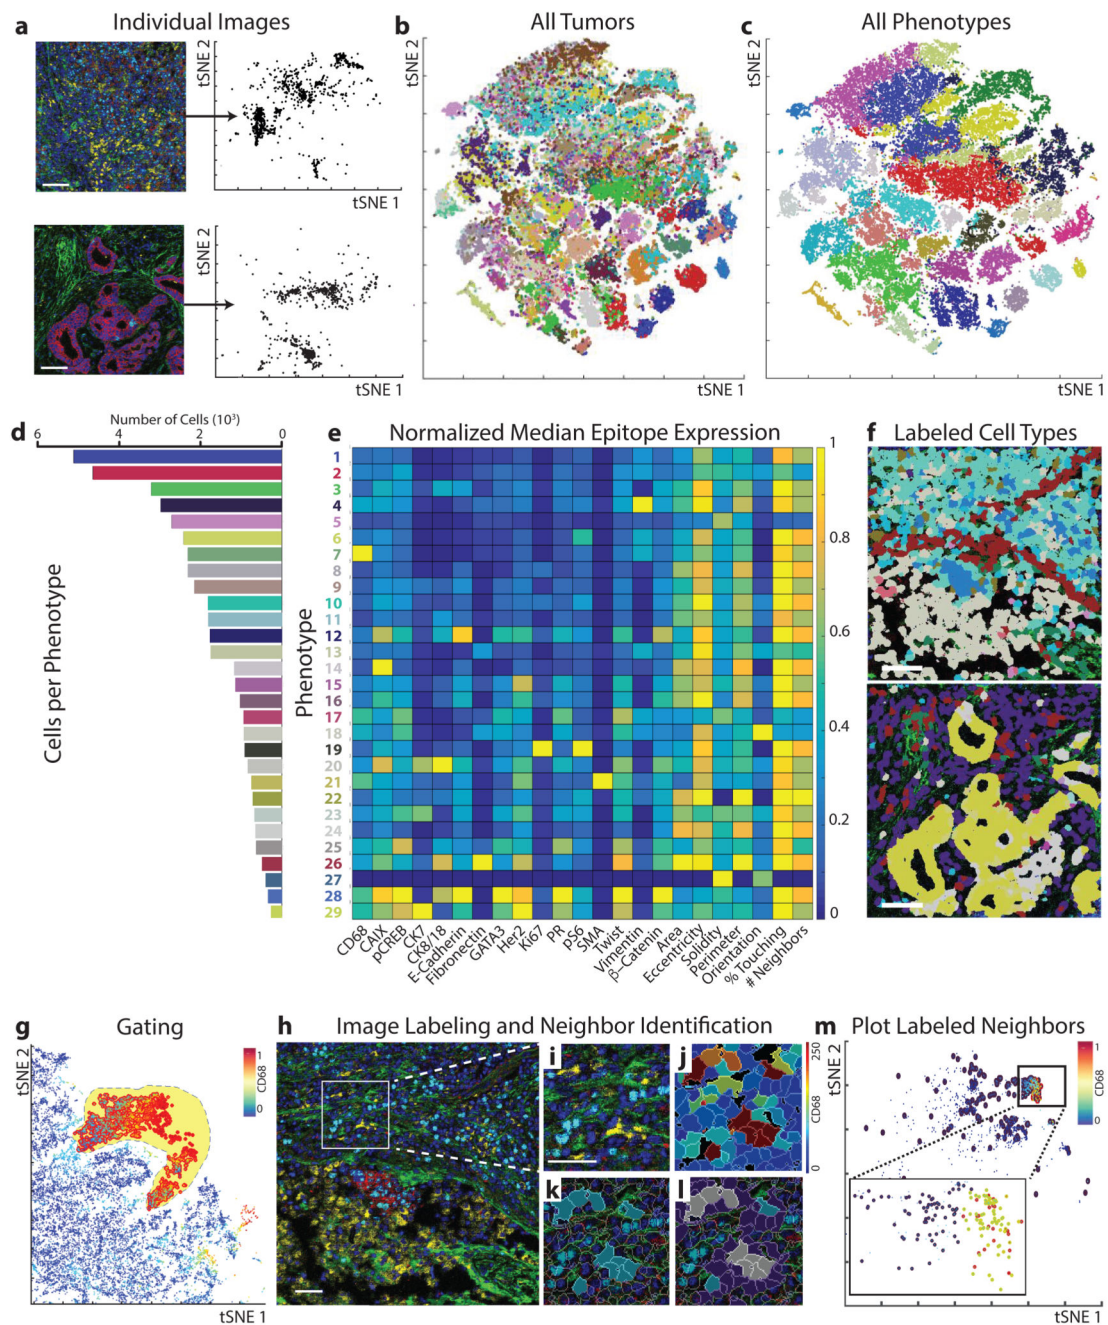 a Individual Images
tSNE 2
tSNE 1
tSNE 2
tSNE 1
b All Tumors
tSNE 2
tSNE 1
c All Phenotypes
tSNE 2
tSNE 1
d Number of Cells (10³)
6 4 2 0
Cells per Phenotype
e Normalized Median Epitope Expression
Phenotype
1
2
3
4
5
6
7
8
9
10
11
12
13
14
15
16
17
18
19
20
21
22
23
24
25
26
27
28
29
CD68
CAIX
pCREB
CK7
CK8/18
E-Cadherin
Fibronectin
GATA3
Her2
Ki67
PR
pS6
SMA
Twist
Vimentin
β-Catenin
Area
Eccentricity
Solidity
Perimeter
Orientation
% Touching
# Neighbors
1
0.8
0.6
0.4
0.2
0
f Labeled Cell Types
g Gating
tSNE 2
1
CD68
0
tSNE 1
h Image Labeling and Neighbor Identification
i
j
250
CD68
0
k
l
m Plot Labeled Neighbors
tSNE 2
1
CD68
0
tSNE 1